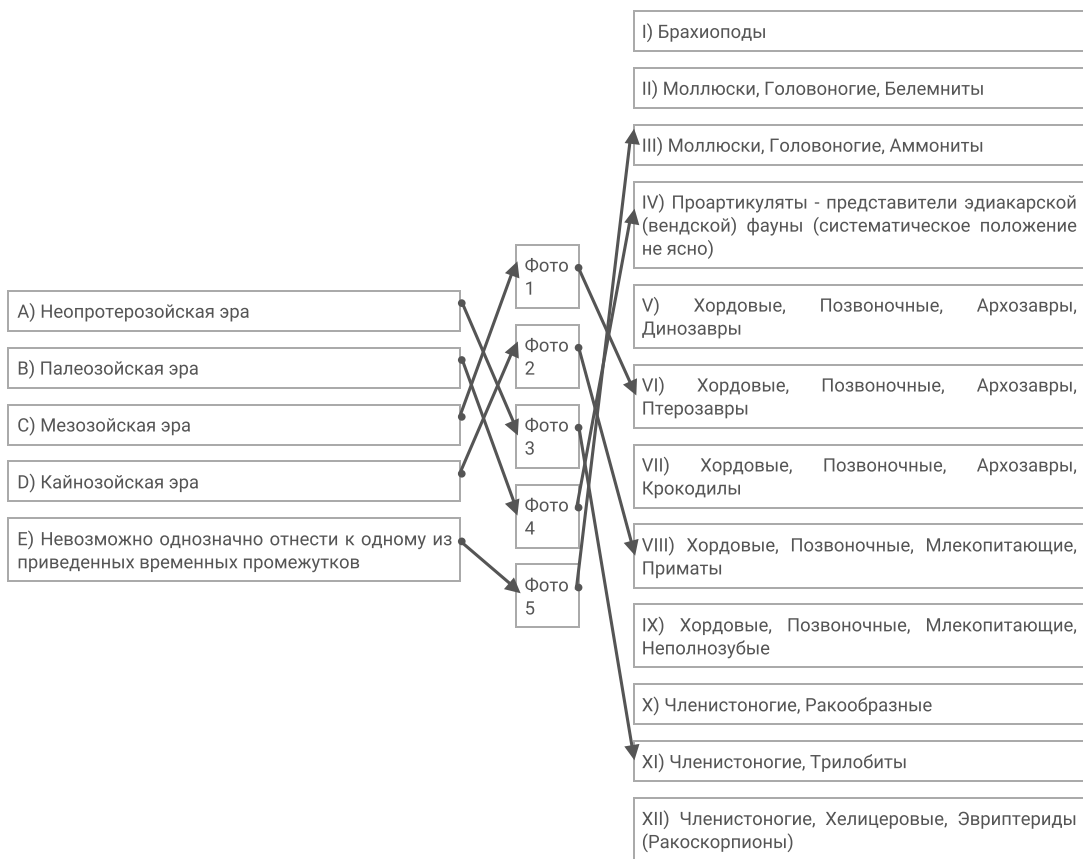 A) Неопротерозойская эра
B) Палеозойская эра
C) Мезозойская эра
D) Кайнозойская эра
E) Невозможно однозначно отнести к одному из
приведенных временных промежутков
Фото
1
Фото
2
Фото
3
Фото
4
Фото
5
I) Брахиоподы
II) Моллюски, Головоногие, Белемниты
III) Моллюски, Головоногие, Аммониты
IV) Проартикуляты - представители эдиакарской
(вендской) фауны (систематическое положение
не ясно)
V) Хордовые, Позвоночные, Архозавры,
Динозавры
VI) Хордовые, Позвоночные, Архозавры,
Птерозавры
VII) Хордовые, Позвоночные, Архозавры,
Крокодилы
VIII) Хордовые, Позвоночные, Млекопитающие,
Приматы
IX) Хордовые, Позвоночные, Млекопитающие,
Неполнозубые
X) Членистоногие, Ракообразные
XI) Членистоногие, Трилобиты
XII) Членистоногие, Хелицеровые, Эвриптериды
(Ракоскорпионы)